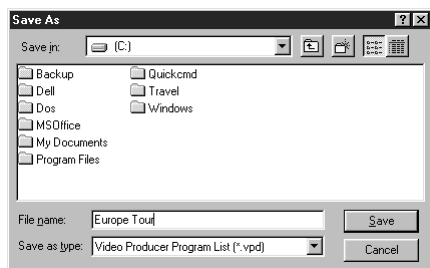 Save As
Save in: (C:)
Backup
Dell
Dos
MSOffice
My Documents
Program Files
Quickcmd
Travel
Windows
File name: Europe Tour
Save
Save as type: Video Producer Program List (*.vpd)
Cancel